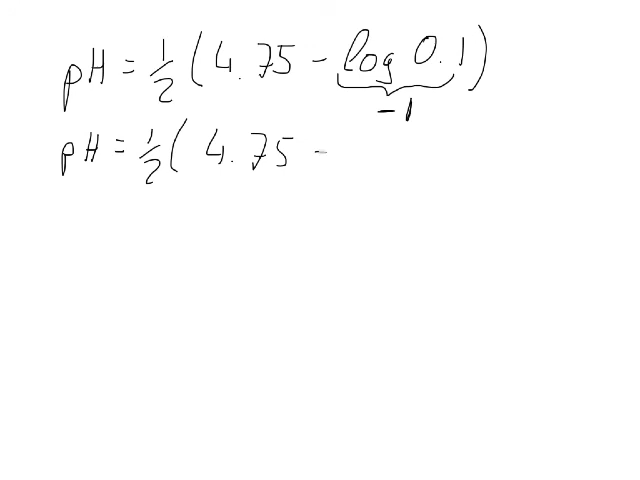 pH = 1/2 ( 4.75 - log 0.1 )
-1
pH = 1/2 ( 4.75 -